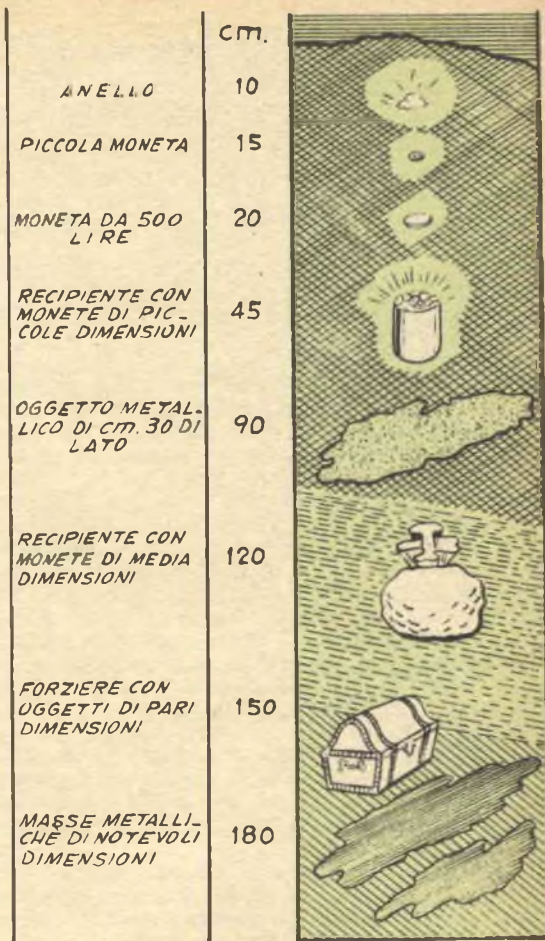 cm.
ANELLO 10
PICCOLA MONETA 15
MONETA DA 500 20
LIRE
RECIPIENTE CON
MONETE DI PIC_ 45
COLE DIMENSIONI
OGGETTO METAL_
LICO DI cm. 30 DI 90
LATO
RECIPIENTE CON
MONETE DI MEDIA 120
DIMENSIONI
FORZIERE CON
OGGETTI DI PARI 150
DIMENSIONI
MASSE METALLI_
CHE DI NOTEVOLI 180
DIMENSIONI